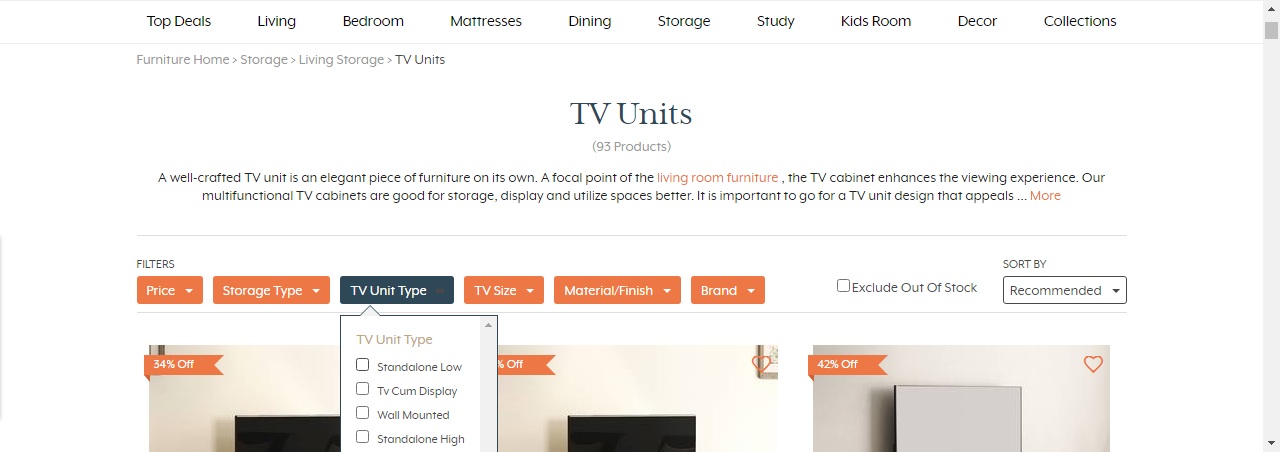 Top Deals Living Bedroom Mattresses Dining Storage Study Kids Room Decor Collections
Furniture Home > Storage > Living Storage > TV Units
TV Units
(93 Products)
A well-crafted TV unit is an elegant piece of furniture on its own. A focal point of the living room furniture , the TV cabinet enhances the viewing experience. Our
multifunctional TV cabinets are good for storage, display and utilize spaces better. It is important to go for a TV unit design that appeals ... More
FILTERS
SORT BY
Price Storage Type TV Unit Type TV Size Material/Finish Brand
Exclude Out Of Stock
Recommended
TV Unit Type
Standalone Low
Tv Cum Display
Wall Mounted
Standalone High
34% Off
% Off
42% Off